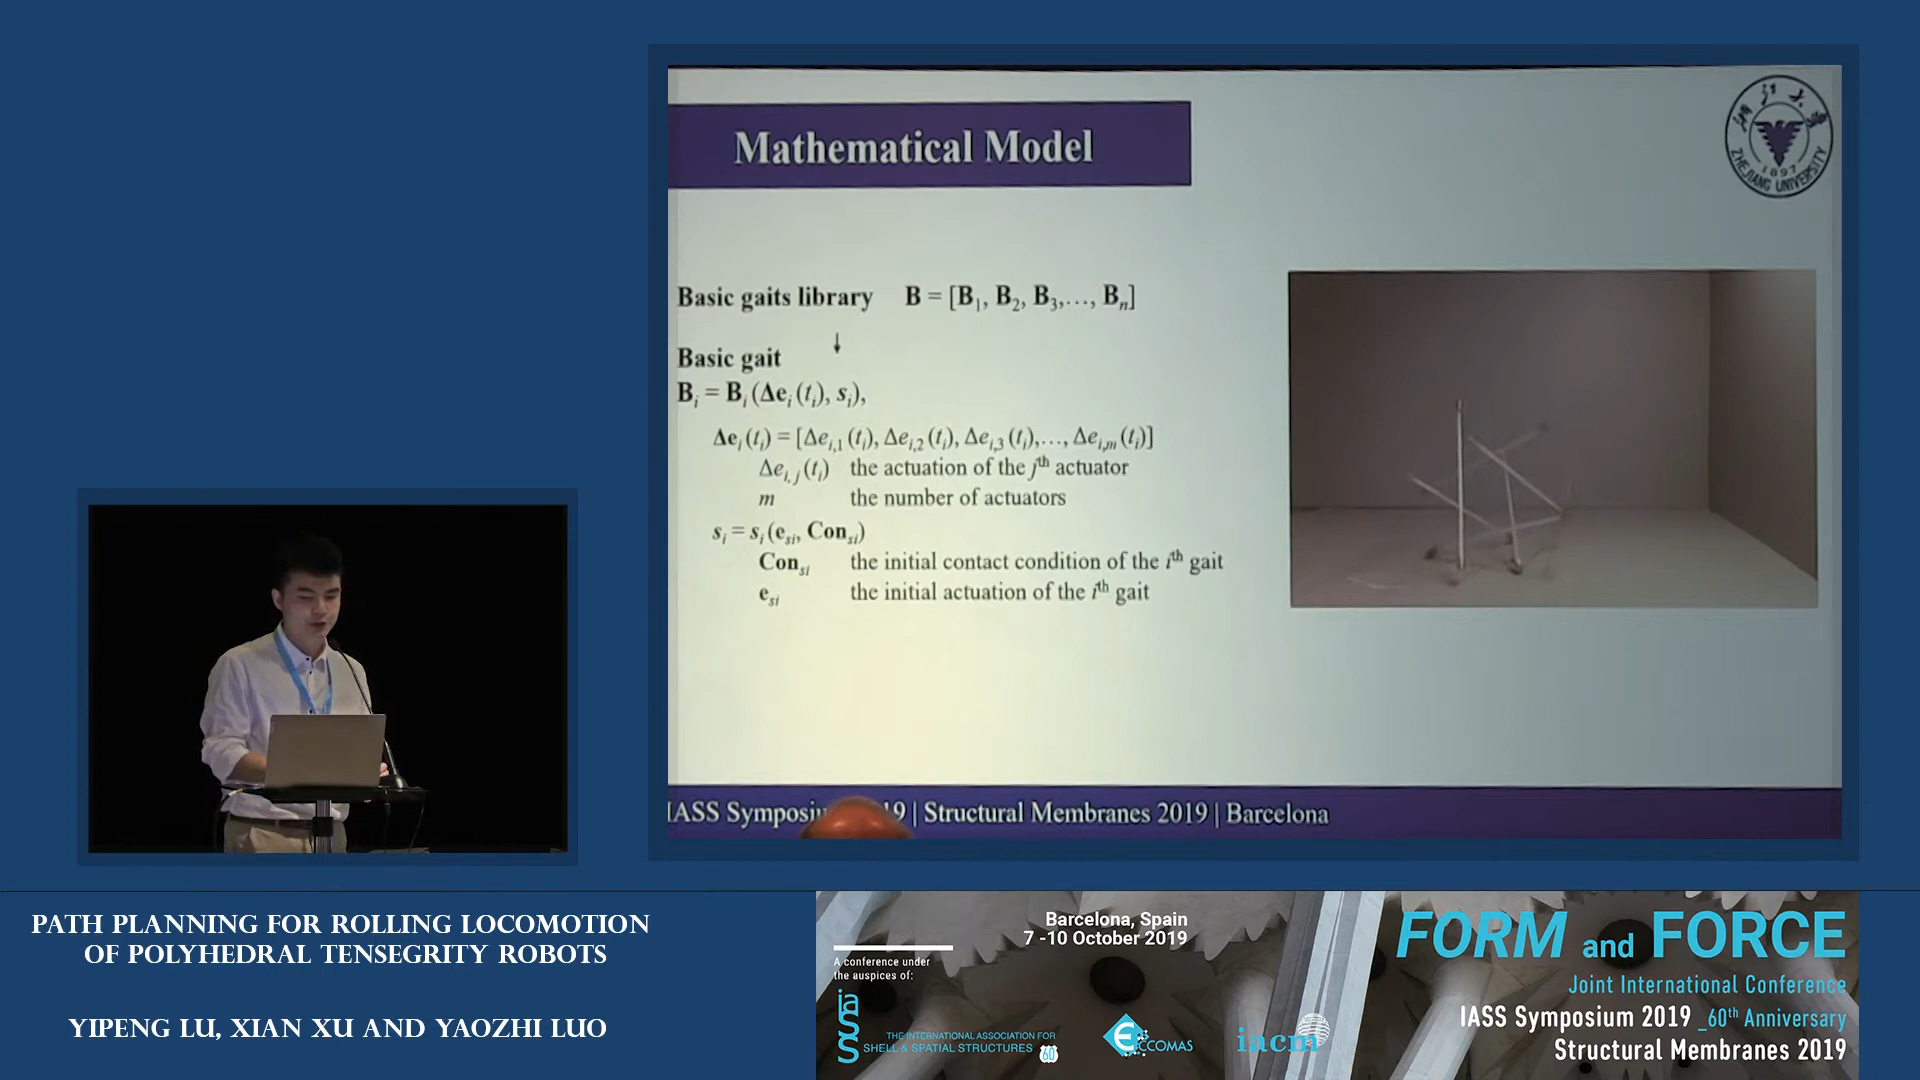 Mathematical Model
ZHEJIANG UNIVERSITY
1897
Basic gaits library B = [B1, B2, B3,…, Bn]
↓
Basic gait
Bi = Bi (Δei (ti), si),
Δei (ti) = [Δei,1 (ti), Δei,2 (ti), Δei,3 (ti),…, Δei,m (ti)]
Δei, j (ti) the actuation of the jth actuator
m the number of actuators
si = si (esi, Consi)
Consi the initial contact condition of the ith gait
esi the initial actuation of the ith gait
IASS 9 | Structural Membranes 2019 | Barcelona
PATH PLANNING FOR ROLLING LOCOMOTION
OF POLYHEDRAL TENSEGRITY ROBOTS
YIPENG LU, XIAN XU AND YAOZHI LUO
Barcelona, Spain
7 -10 October 2019
A conference under
the auspices of:
iass
THE INTERNATIONAL ASSOCIATION FOR
SHELL & SPATIAL STRUCTURES 60
ECCOMAS
iacm
FORM and FORCE
Joint International Conference
IASS Symposium 2019 _60th Anniversary
Structural Membranes 2019